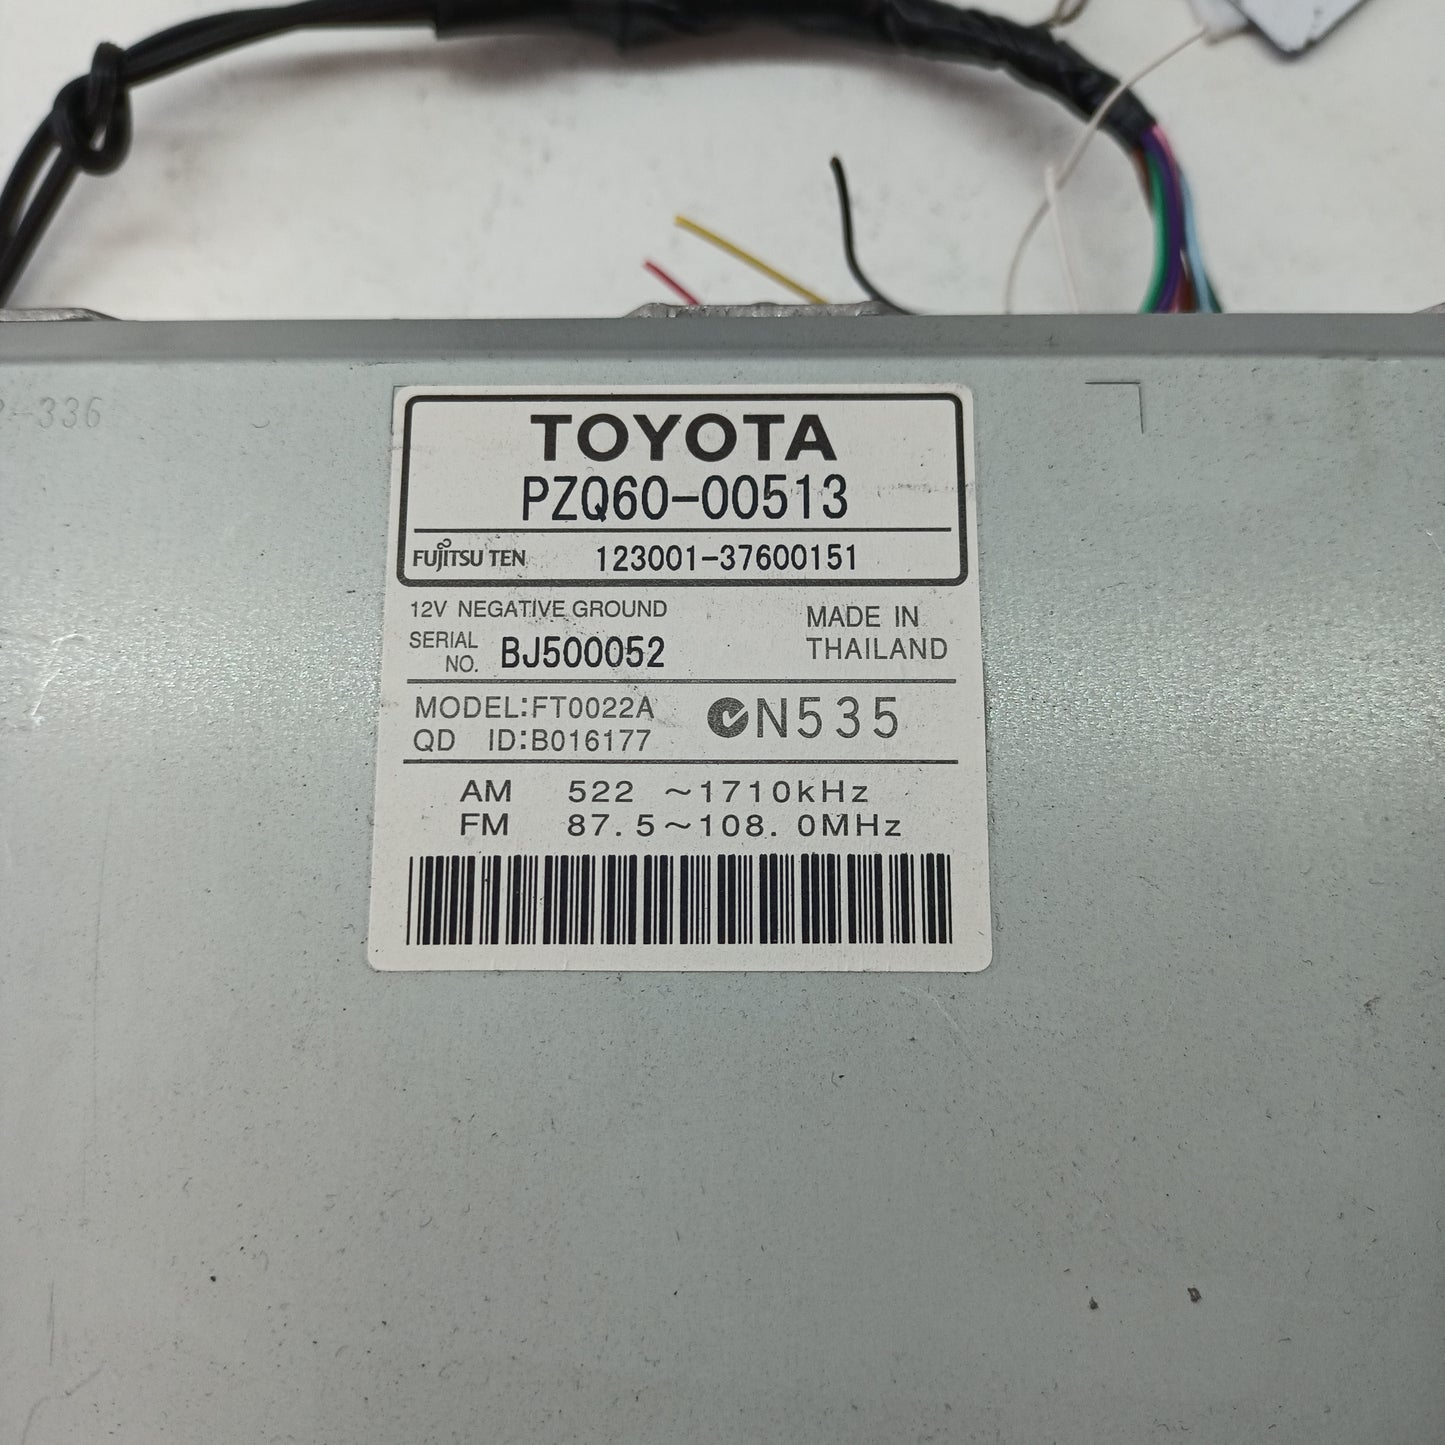 -336
TOYOTA
PZQ60-00513
FUJITSU TEN 123001-37600151
12V NEGATIVE GROUND
MADE IN
THAILAND
SERIAL
NO. BJ500052
MODEL:FT0022A
QD ID:B016177
N535
AM 522 ~1710kHz
FM 87.5~108.0MHz